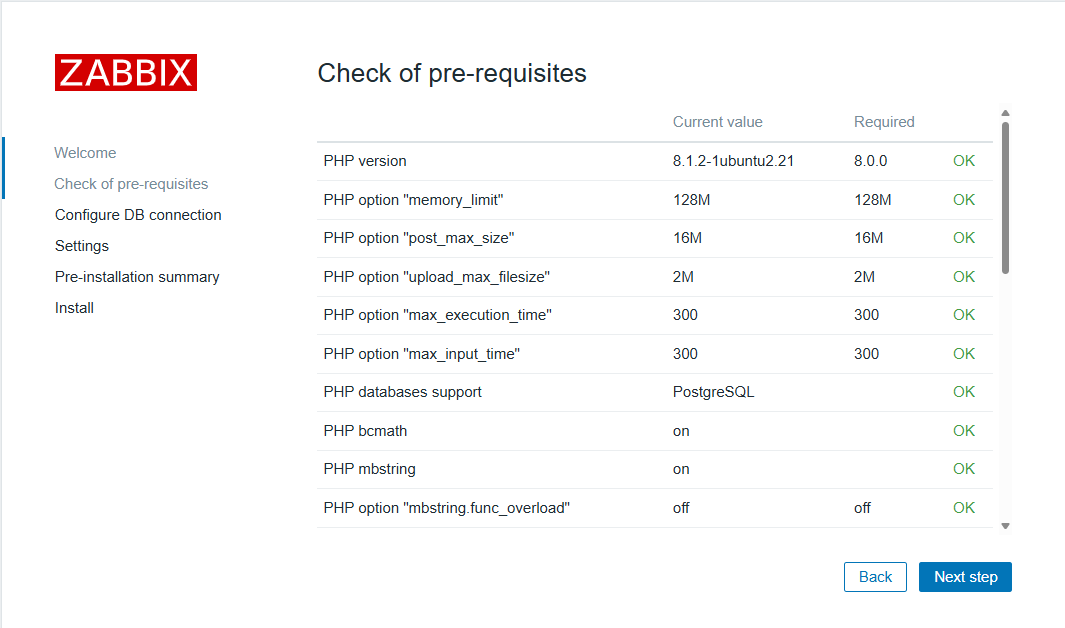 ZABBIX
Check of pre-requisites
Welcome
Check of pre-requisites
Configure DB connection
Settings
Pre-installation summary
Install
Current value Required
PHP version 8.1.2-1ubuntu2.21 8.0.0 OK
PHP option "memory_limit" 128M 128M OK
PHP option "post_max_size" 16M 16M OK
PHP option "upload_max_filesize" 2M 2M OK
PHP option "max_execution_time" 300 300 OK
PHP option "max_input_time" 300 300 OK
PHP databases support PostgreSQL OK
PHP bcmath on OK
PHP mbstring on OK
PHP option "mbstring.func_overload" off off OK
Back Next step